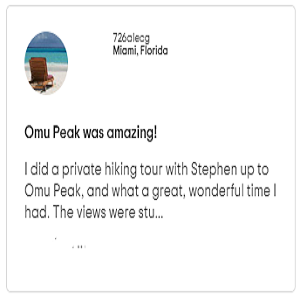 726aleag
Miami, Florida
Omu Peak was amazing!
I did a private hiking tour with Stephen up to
Omu Peak, and what a great, wonderful time I
had. The views were stu...